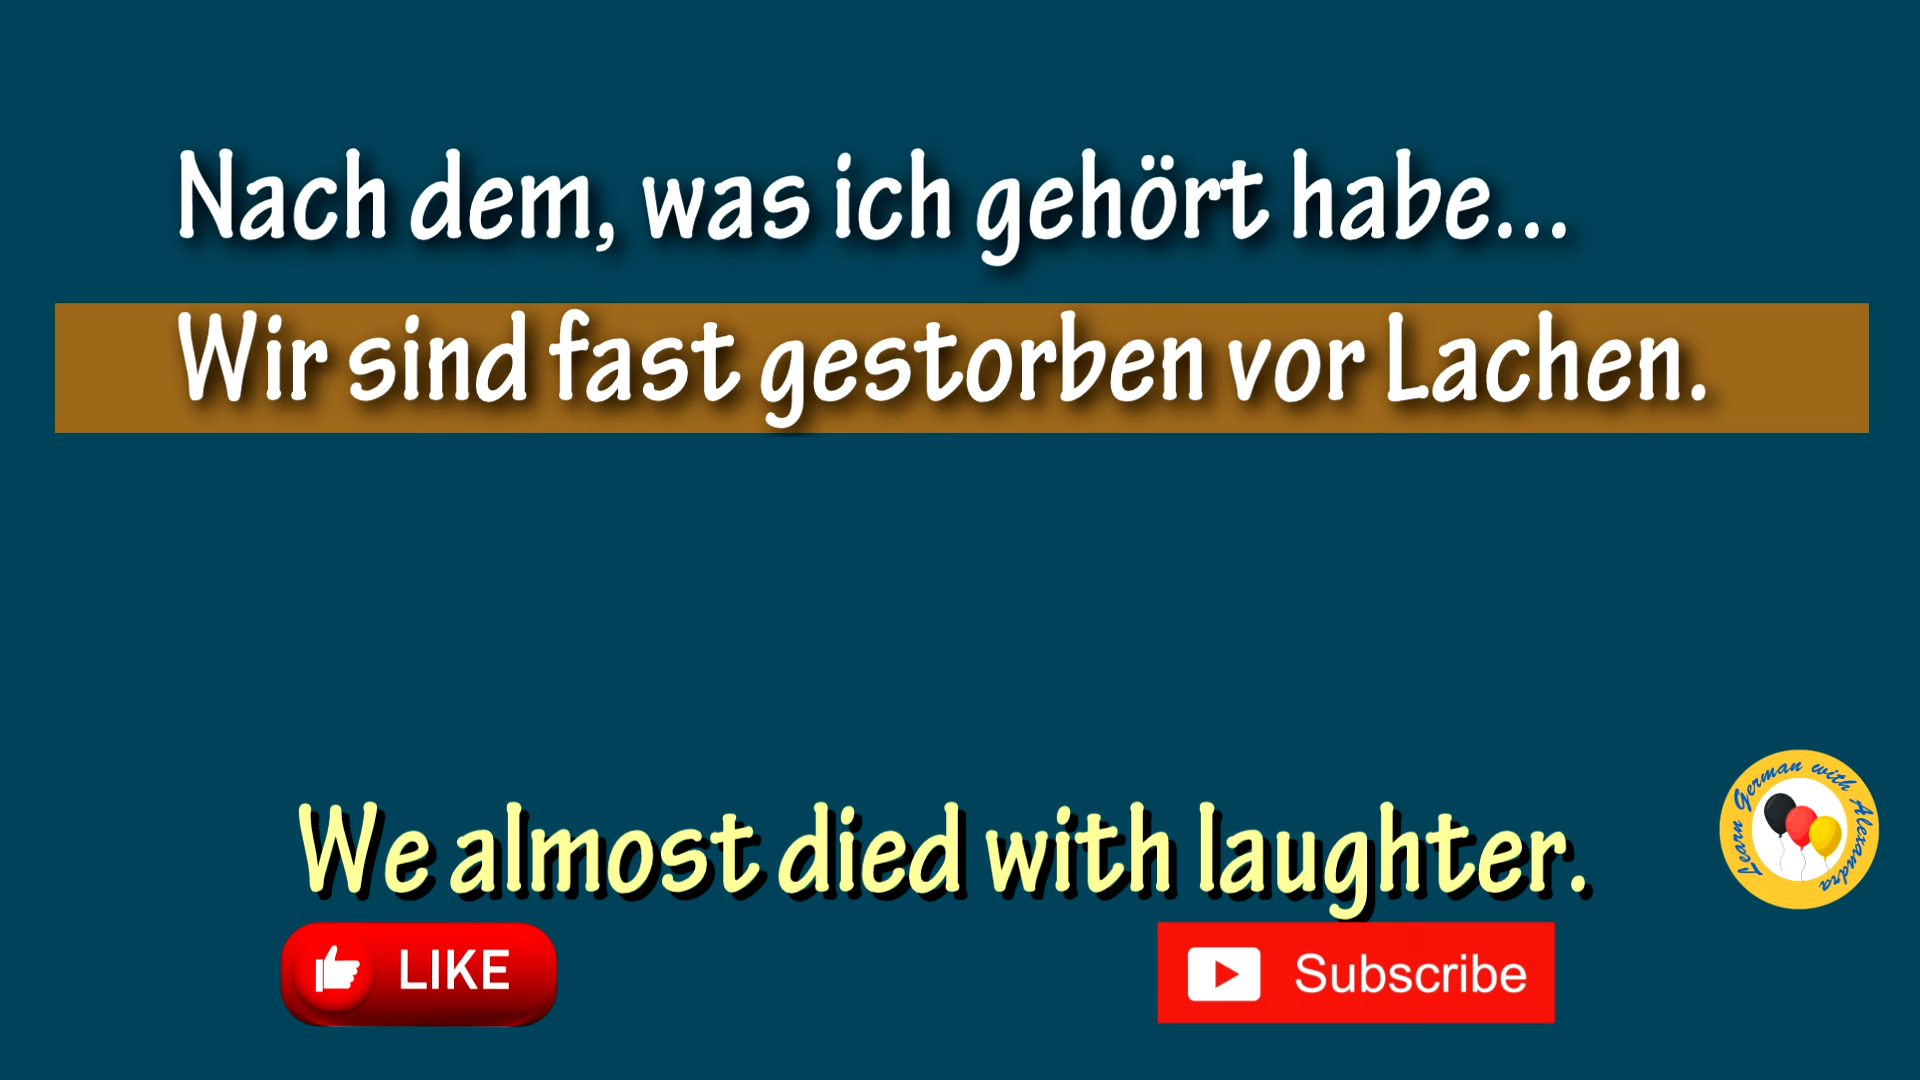 Nach dem, was ich gehört habe...
Wir sind fast gestorben vor Lachen.
We almost died with laughter.
Learn German with Alexandra
LIKE
Subscribe